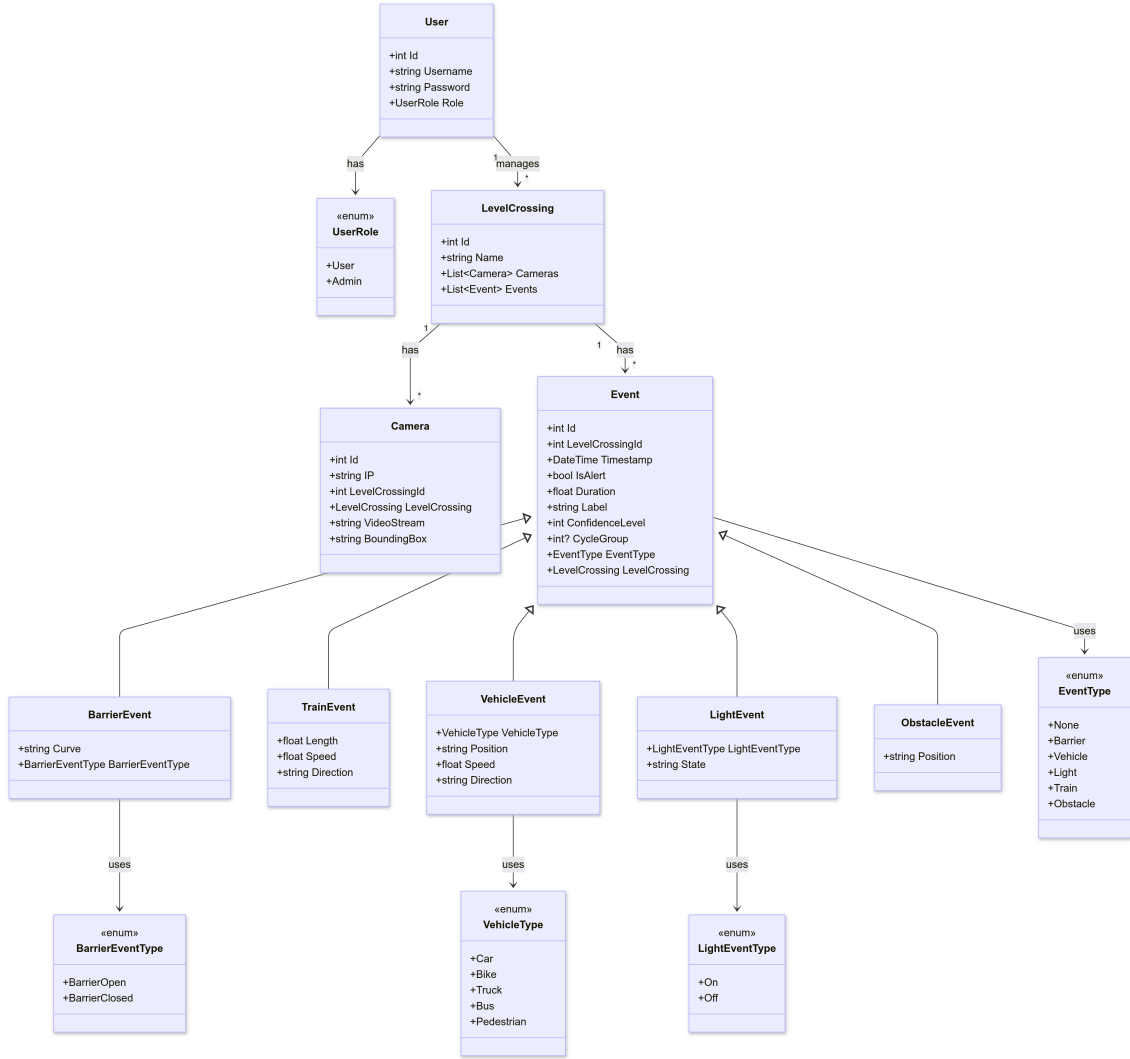 User
+int Id
+string Username
+string Password
+UserRole Role
has
1
manages
*
«enum»
UserRole
+User
+Admin
LevelCrossing
+int Id
+string Name
+List<Camera> Cameras
+List<Event> Events
1
has
*
1
has
*
Camera
+int Id
+string IP
+int LevelCrossingId
+LevelCrossing LevelCrossing
+string VideoStream
+string BoundingBox
Event
+int Id
+int LevelCrossingId
+DateTime Timestamp
+bool IsAlert
+float Duration
+string Label
+int ConfidenceLevel
+int? CycleGroup
+EventType EventType
+LevelCrossing LevelCrossing
uses
BarrierEvent
+string Curve
+BarrierEventType BarrierEventType
TrainEvent
+float Length
+float Speed
+string Direction
VehicleEvent
+VehicleType VehicleType
+string Position
+float Speed
+string Direction
LightEvent
+LightEventType LightEventType
+string State
ObstacleEvent
+string Position
«enum»
EventType
+None
+Barrier
+Vehicle
+Light
+Train
+Obstacle
uses
uses
uses
«enum»
BarrierEventType
+BarrierOpen
+BarrierClosed
«enum»
VehicleType
+Car
+Bike
+Truck
+Bus
+Pedestrian
«enum»
LightEventType
+On
+Off